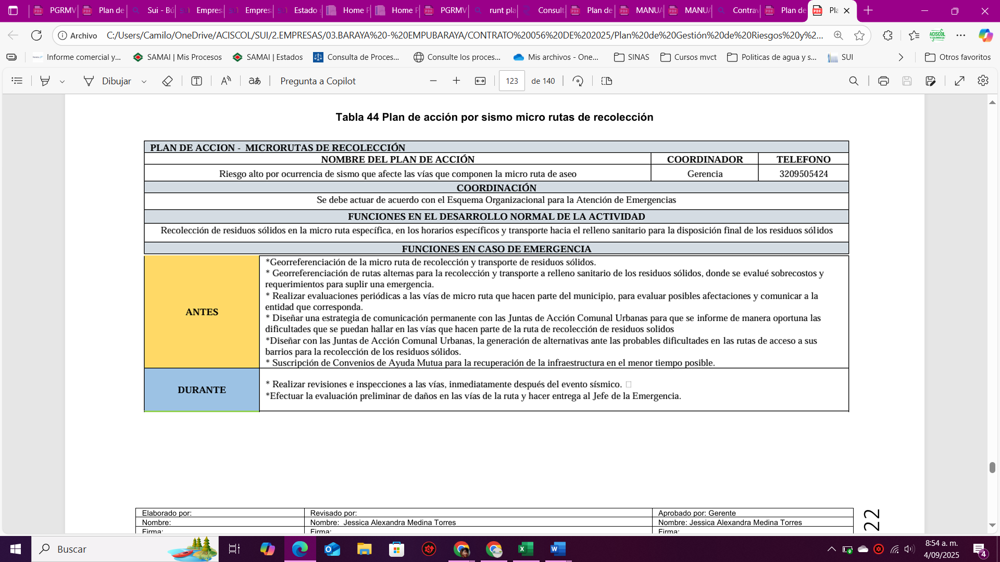 PGRMV
Plan de
Sui - Bú
Empres
Empres
Estado
Home P
Home P
PGRMV
runt pla
Consult
Plan de
MANUA
MANUA
Contrav
Plan de
Pla
Archivo
C:/Users/Camilo/OneDrive/ACISCOL/SUI/2.EMPRESAS/03.BARAYA%20-%20EMPUBARAYA/CONTRATO%20056%20DE%202025/Plan%20de%20Gestión%20de%20Riesgos%20y%2...
Informe comercial y...
SAMAI | Mis Procesos
SAMAI | Estados
Consulta de Proces...
Consulte los proces...
Mis archivos - One...
SINAS
Cursos mvct
Politicas de agua y s...
SUI
Otros favoritos
Dibujar
Pregunta a Copilot
123 de 140
Tabla 44 Plan de acción por sismo micro rutas de recolección
PLAN DE ACCION - MICRORUTAS DE RECOLECCIÓN
NOMBRE DEL PLAN DE ACCIÓN COORDINADOR TELEFONO
Riesgo alto por ocurrencia de sismo que afecte las vías que componen la micro ruta de aseo Gerencia 3209505424
COORDINACIÓN
Se debe actuar de acuerdo con el Esquema Organizacional para la Atención de Emergencias
FUNCIONES EN EL DESARROLLO NORMAL DE LA ACTIVIDAD
Recolección de residuos sólidos en la micro ruta específica, en los horarios específicos y transporte hacia el relleno sanitario para la disposición final de los residuos sólidos
FUNCIONES EN CASO DE EMERGENCIA
ANTES
*Georreferenciación de la micro ruta de recolección y transporte de residuos sólidos.
* Georreferenciación de rutas alternas para la recolección y transporte a relleno sanitario de los residuos sólidos, donde se evalué sobrecostos y
requerimientos para suplir una emergencia.
* Realizar evaluaciones periódicas a las vías de micro ruta que hacen parte del municipio, para evaluar posibles afectaciones y comunicar a la
entidad que corresponda.
* Diseñar una estrategia de comunicación permanente con las Juntas de Acción Comunal Urbanas para que se informe de manera oportuna las
dificultades que se puedan hallar en las vías que hacen parte de la ruta de recolección de residuos solidos
*Diseñar con las Juntas de Acción Comunal Urbanas, la generación de alternativas ante las probables dificultades en las rutas de acceso a sus
barrios para la recolección de los residuos sólidos.
* Suscripción de Convenios de Ayuda Mutua para la recuperación de la infraestructura en el menor tiempo posible.
DURANTE
* Realizar revisiones e inspecciones a las vías, inmediatamente después del evento sísmico.
*Efectuar la evaluación preliminar de daños en las vías de la ruta y hacer entrega al Jefe de la Emergencia.
Elaborado por: Revisado por: Aprobado por: Gerente
Nombre: Nombre: Jessica Alexandra Medina Torres Nombre: Jessica Alexandra Medina Torres
Firma: Firma: Firma:
22
Buscar
8:54 a. m.
4/09/2025
4